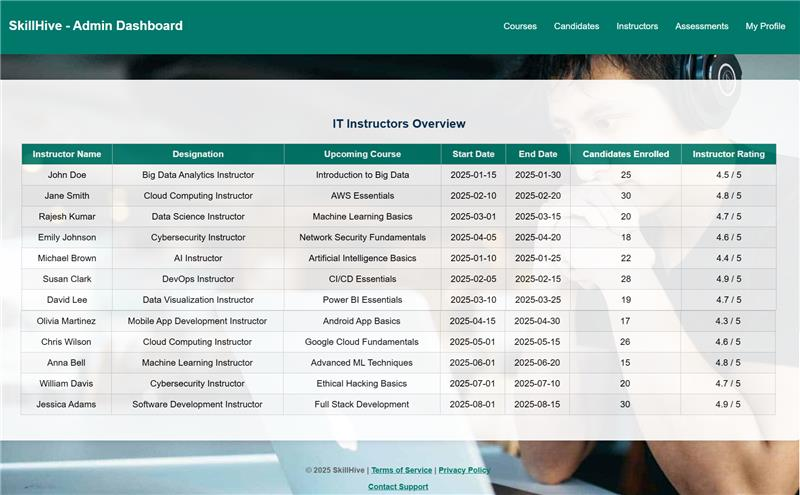 SkillHive - Admin Dashboard Courses Candidates Instructors Assessments My Profile
IT Instructors Overview
Instructor Name Designation Upcoming Course Start Date End Date Candidates Enrolled Instructor Rating
John Doe Big Data Analytics Instructor Introduction to Big Data 2025-01-15 2025-01-30 25 4.5 / 5
Jane Smith Cloud Computing Instructor AWS Essentials 2025-02-10 2025-02-20 30 4.8 / 5
Rajesh Kumar Data Science Instructor Machine Learning Basics 2025-03-01 2025-03-15 20 4.7 / 5
Emily Johnson Cybersecurity Instructor Network Security Fundamentals 2025-04-05 2025-04-20 18 4.6 / 5
Michael Brown AI Instructor Artificial Intelligence Basics 2025-01-10 2025-01-25 22 4.4 / 5
Susan Clark DevOps Instructor CI/CD Essentials 2025-02-05 2025-02-15 28 4.9 / 5
David Lee Data Visualization Instructor Power BI Essentials 2025-03-10 2025-03-25 19 4.7 / 5
Olivia Martinez Mobile App Development Instructor Android App Basics 2025-04-15 2025-04-30 17 4.3 / 5
Chris Wilson Cloud Computing Instructor Google Cloud Fundamentals 2025-05-01 2025-05-15 26 4.6 / 5
Anna Bell Machine Learning Instructor Advanced ML Techniques 2025-06-01 2025-06-20 15 4.8 / 5
William Davis Cybersecurity Instructor Ethical Hacking Basics 2025-07-01 2025-07-10 20 4.7 / 5
Jessica Adams Software Development Instructor Full Stack Development 2025-08-01 2025-08-15 30 4.9 / 5
© 2025 SkillHive | Terms of Service | Privacy Policy
Contact Support